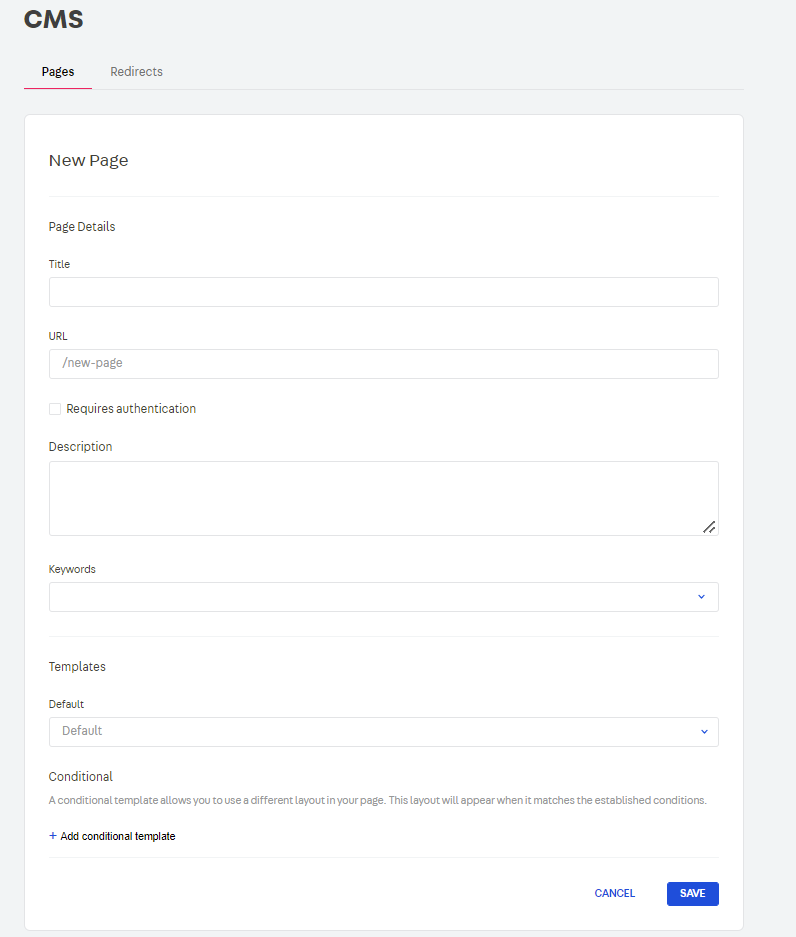 CMS
Pages Redirects
New Page
Page Details
Title
URL
/new-page
Requires authentication
Description
Keywords
Templates
Default
Default
Conditional
A conditional template allows you to use a different layout in your page. This layout will appear when it matches the established conditions.
+ Add conditional template
CANCEL SAVE